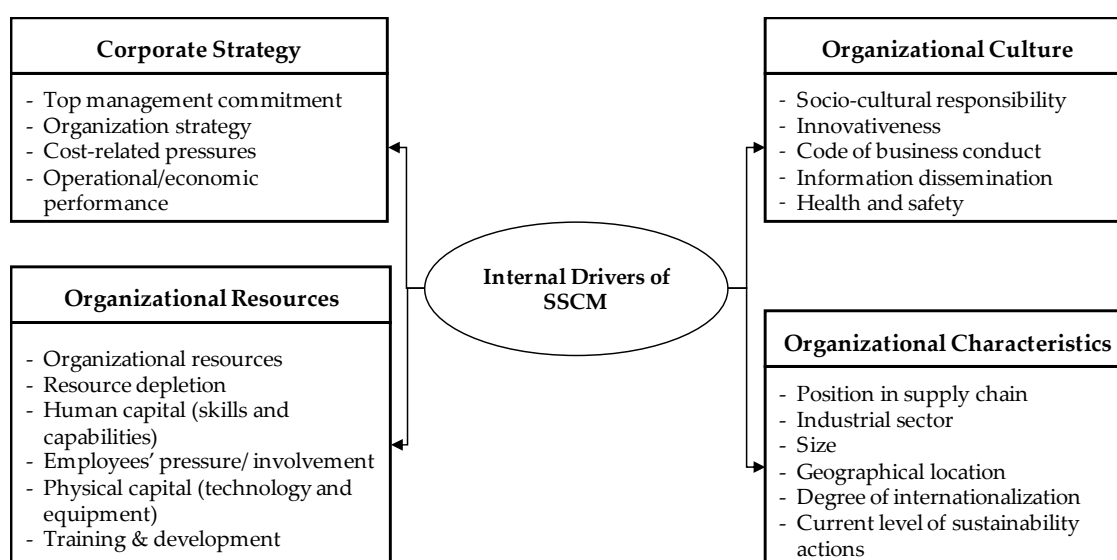 Corporate Strategy
- Top management commitment
- Organization strategy
- Cost-related pressures
- Operational/economic
performance
Organizational Culture
- Socio-cultural responsibility
- Innovativeness
- Code of business conduct
- Information dissemination
- Health and safety
Internal Drivers of
SSCM
Organizational Resources
- Organizational resources
- Resource depletion
- Human capital (skills and
capabilities)
- Employees' pressure/ involvement
- Physical capital (technology and
equipment)
- Training & development
Organizational Characteristics
- Position in supply chain
- Industrial sector
- Size
- Geographical location
- Degree of internationalization
- Current level of sustainability
actions